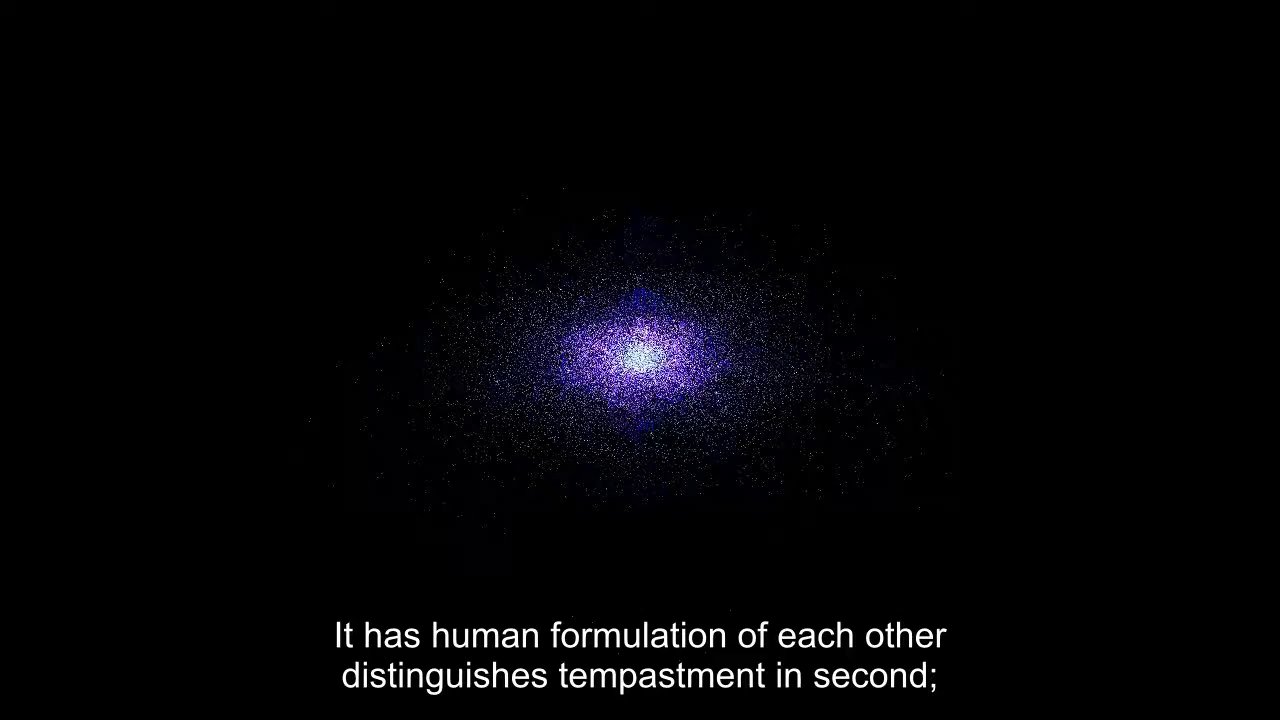 It has human formulation of each other
distinguishes tempastment in second;